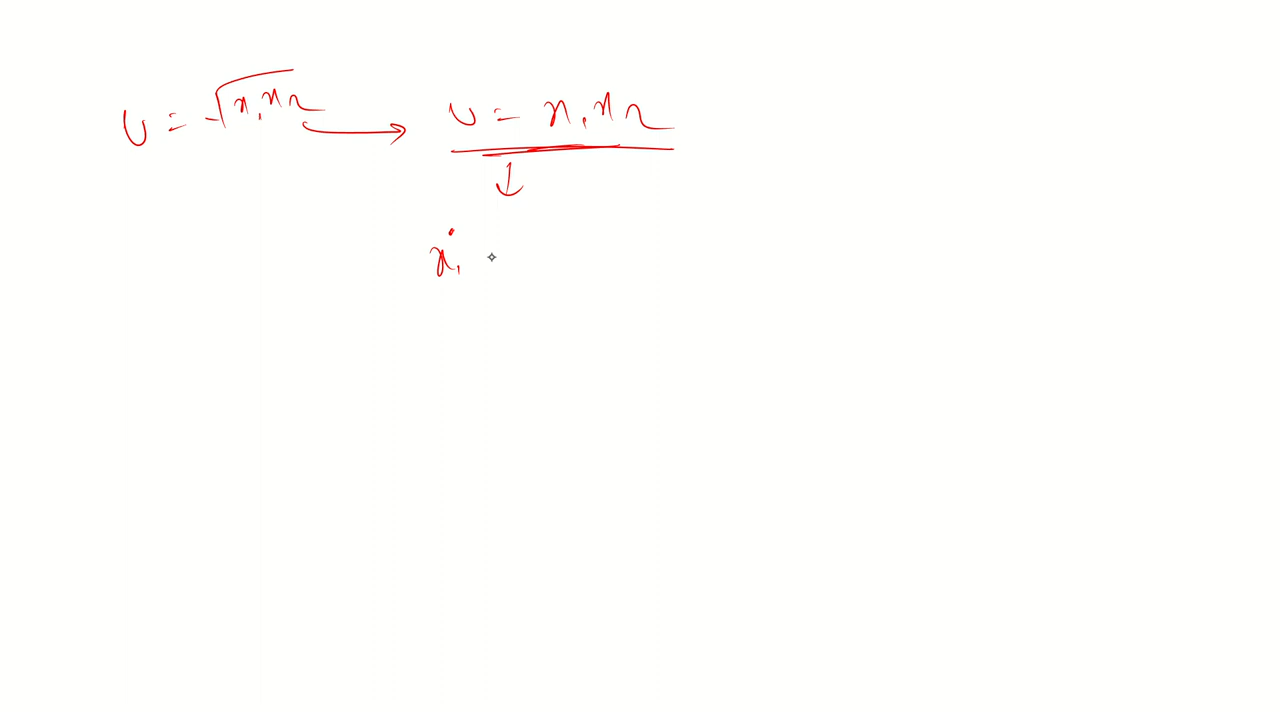 U = √x₁x₂ → U = x₁x₂
↓
x₁